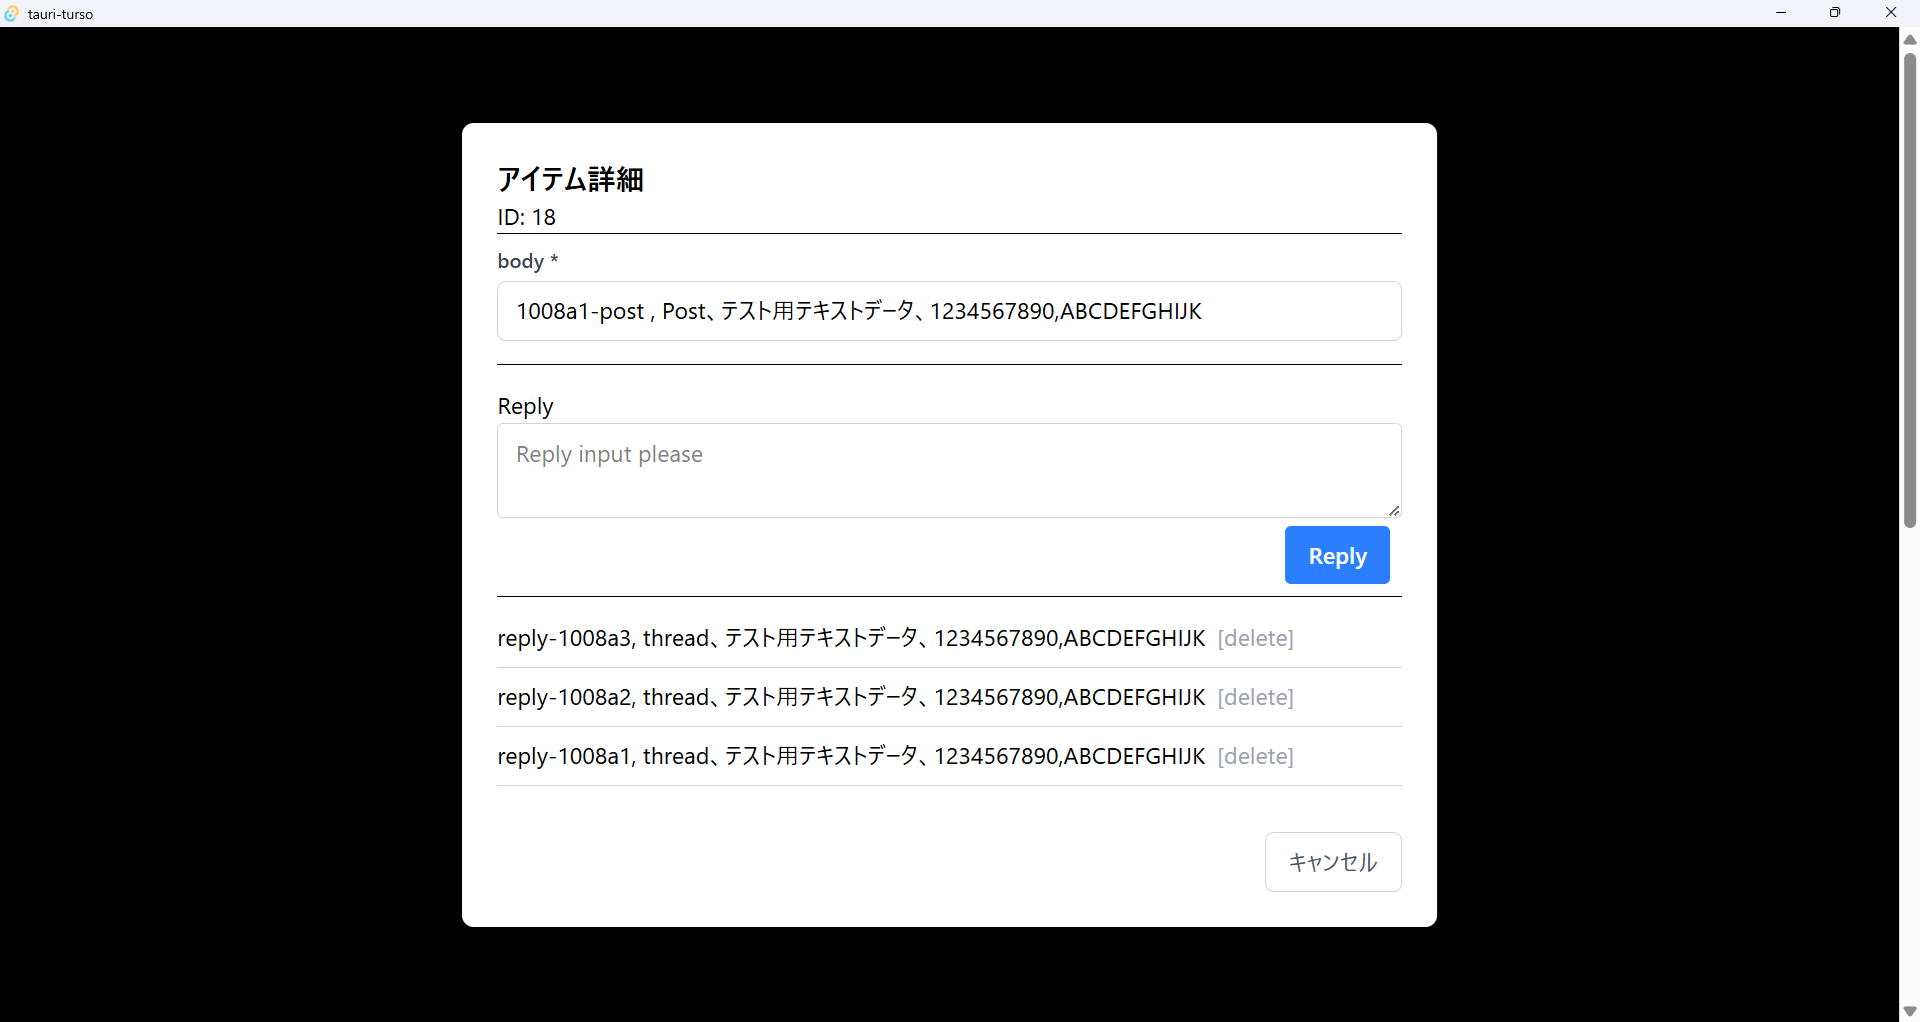 tauri-turso
アイテム詳細
ID: 18
body *
1008a1-post , Post、テスト用テキストデータ、1234567890,ABCDEFGHIJK
Reply
Reply input please
Reply
reply-1008a3, thread、テスト用テキストデータ、1234567890,ABCDEFGHIJK [delete]
reply-1008a2, thread、テスト用テキストデータ、1234567890,ABCDEFGHIJK [delete]
reply-1008a1, thread、テスト用テキストデータ、1234567890,ABCDEFGHIJK [delete]
キャンセル